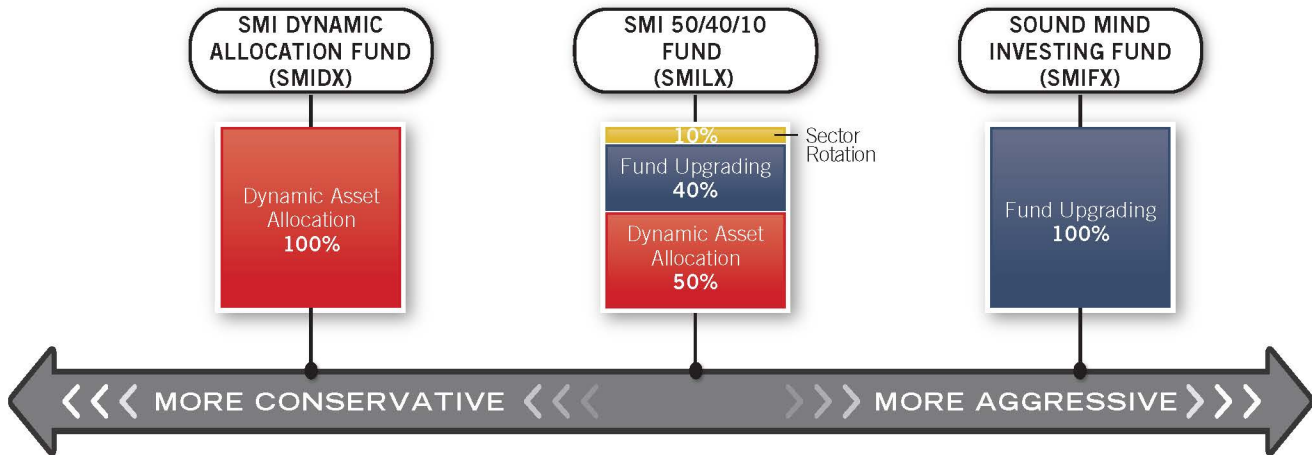 SMI DYNAMIC
ALLOCATION FUND
(SMIDX)
SMI 50/40/10
FUND
(SMILX)
SOUND MIND
INVESTING FUND
(SMIFX)
Dynamic Asset
Allocation
100%
10%
Sector
Rotation
Fund Upgrading
40%
Dynamic Asset
Allocation
50%
Fund Upgrading
100%
MORE CONSERVATIVE
MORE AGGRESSIVE